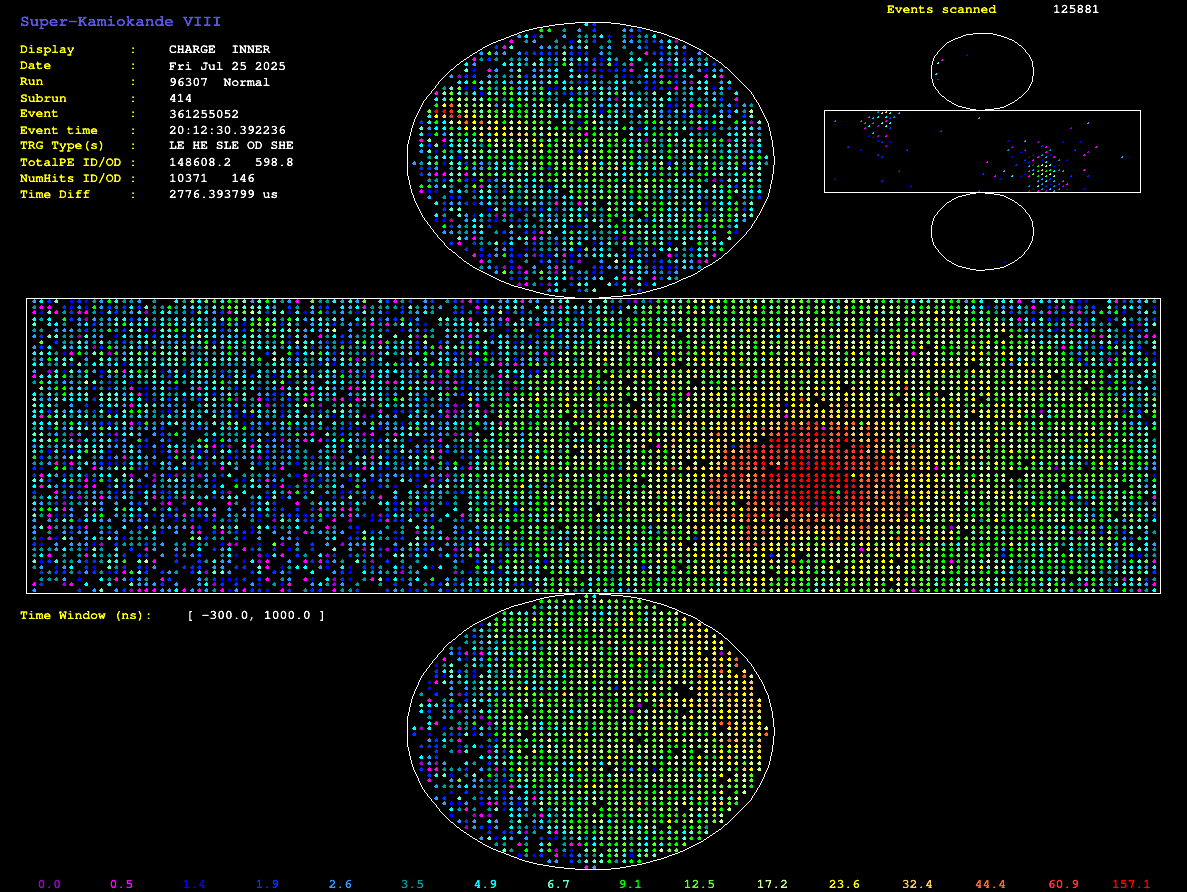 Super-Kamiokande VIII
Events scanned 125881
Display : CHARGE INNER
Date : Fri Jul 25 2025
Run : 96307 Normal
Subrun : 414
Event : 361255052
Event time : 20:12:30.392236
TRG Type(s) : LE HE SLE OD SHE
TotalPE ID/OD : 148608.2 598.8
NumHits ID/OD : 10371 146
Time Diff : 2776.393799 us
Time Window (ns): [ -300.0, 1000.0 ]
0.0 0.5 1.4 1.9 2.6 3.5 4.9 6.7 9.1 12.5 17.2 23.6 32.4 44.4 60.9 157.1